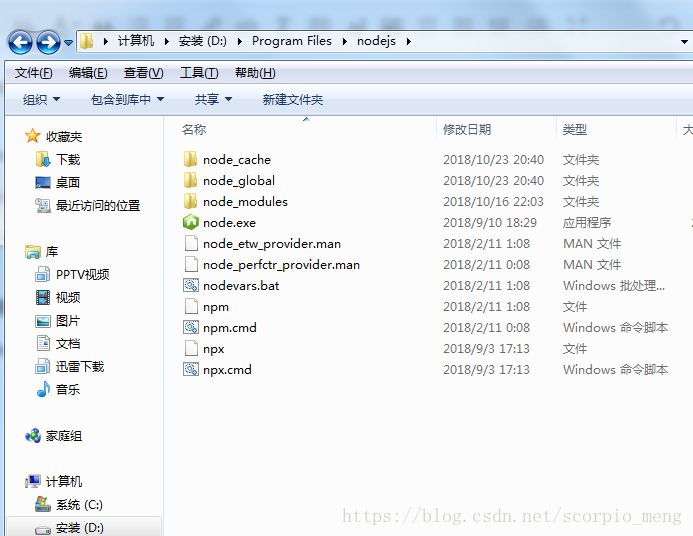 计算机 安装 (D:) Program Files nodejs
文件(F) 编辑(E) 查看(V) 工具(T) 帮助(H)
组织 包含到库中 共享 新建文件夹
收藏夹
下载
桌面
最近访问的位置
库
PPTV视频
视频
图片
文档
迅雷下载
音乐
家庭组
计算机
系统 (C:)
安装 (D:)
名称 修改日期 类型 大
node_cache 2018/10/23 20:40 文件夹
node_global 2018/10/23 20:40 文件夹
node_modules 2018/10/16 22:03 文件夹
node.exe 2018/9/10 18:29 应用程序
node_etw_provider.man 2018/2/11 1:08 MAN 文件
node_perfctr_provider.man 2018/2/11 0:08 MAN 文件
nodevars.bat 2018/2/11 1:08 Windows 批处理...
npm 2018/2/11 1:08 文件
npm.cmd 2018/2/11 0:08 Windows 命令脚本
npx 2018/9/3 17:13 文件
npx.cmd 2018/9/3 17:13 Windows 命令脚本
https://blog.csdn.net/scorpio_meng